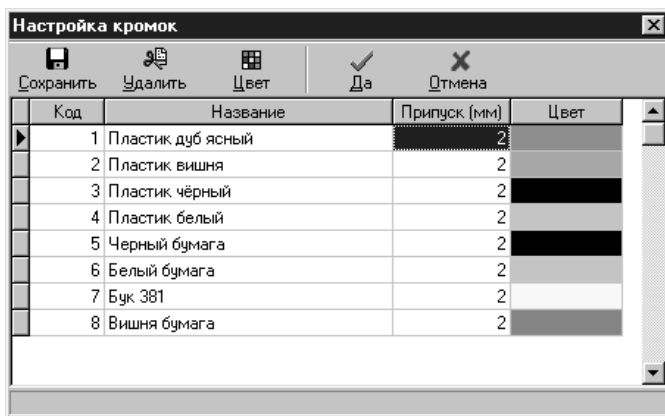 Настройка кромок
Сохранить Удалить Цвет Да Отмена
Код Название Припуск (мм) Цвет
1 Пластик дуб ясный 2
2 Пластик вишня 2
3 Пластик чёрный 2
4 Пластик белый 2
5 Черный бумага 2
6 Белый бумага 2
7 Бук 381 2
8 Вишня бумага 2